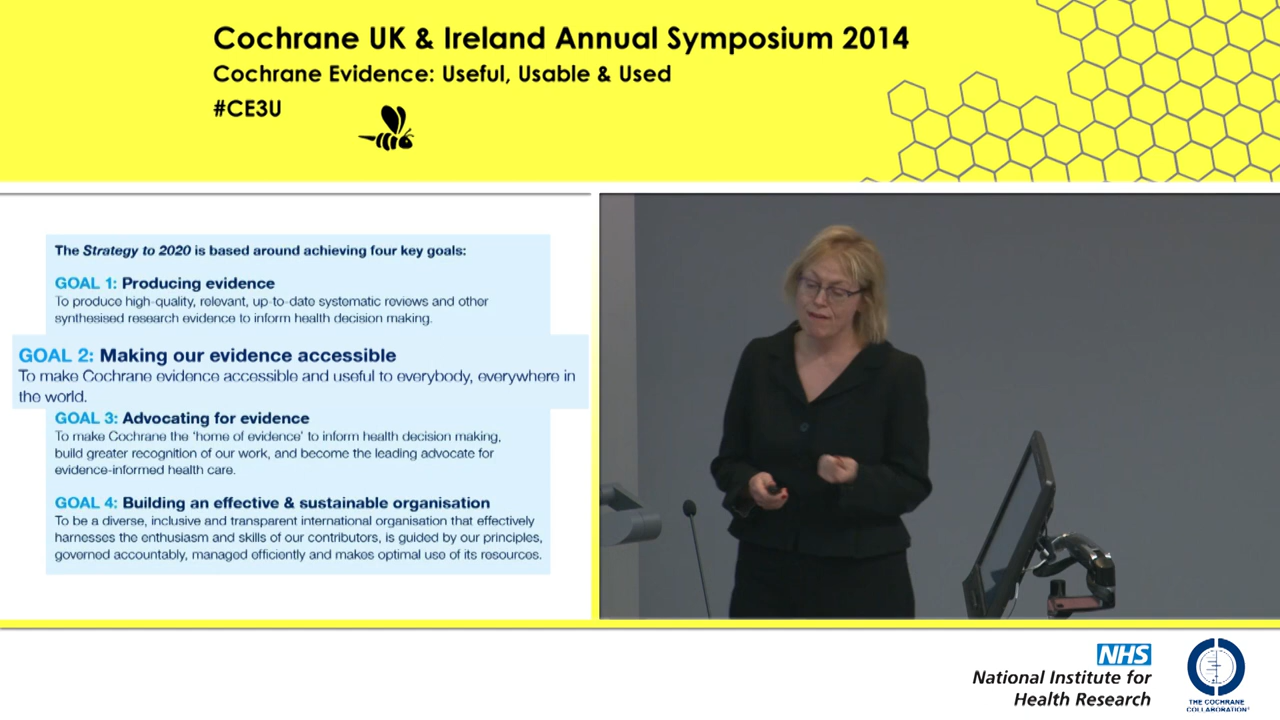 Cochrane UK & Ireland Annual Symposium 2014
Cochrane Evidence: Useful, Usable & Used
#CE3U
The Strategy to 2020 is based around achieving four key goals:
GOAL 1: Producing evidence
To produce high-quality, relevant, up-to-date systematic reviews and other
synthesised research evidence to inform health decision making.
GOAL 2: Making our evidence accessible
To make Cochrane evidence accessible and useful to everybody, everywhere in
the world.
GOAL 3: Advocating for evidence
To make Cochrane the 'home of evidence' to inform health decision making,
build greater recognition of our work, and become the leading advocate for
evidence-informed health care.
GOAL 4: Building an effective & sustainable organisation
To be a diverse, inclusive and transparent international organisation that effectively
harnesses the enthusiasm and skills of our contributors, is guided by our principles,
governed accountably, managed efficiently and makes optimal use of its resources.
NHS
National Institute for
Health Research
THE COCHRANE
COLLABORATION®